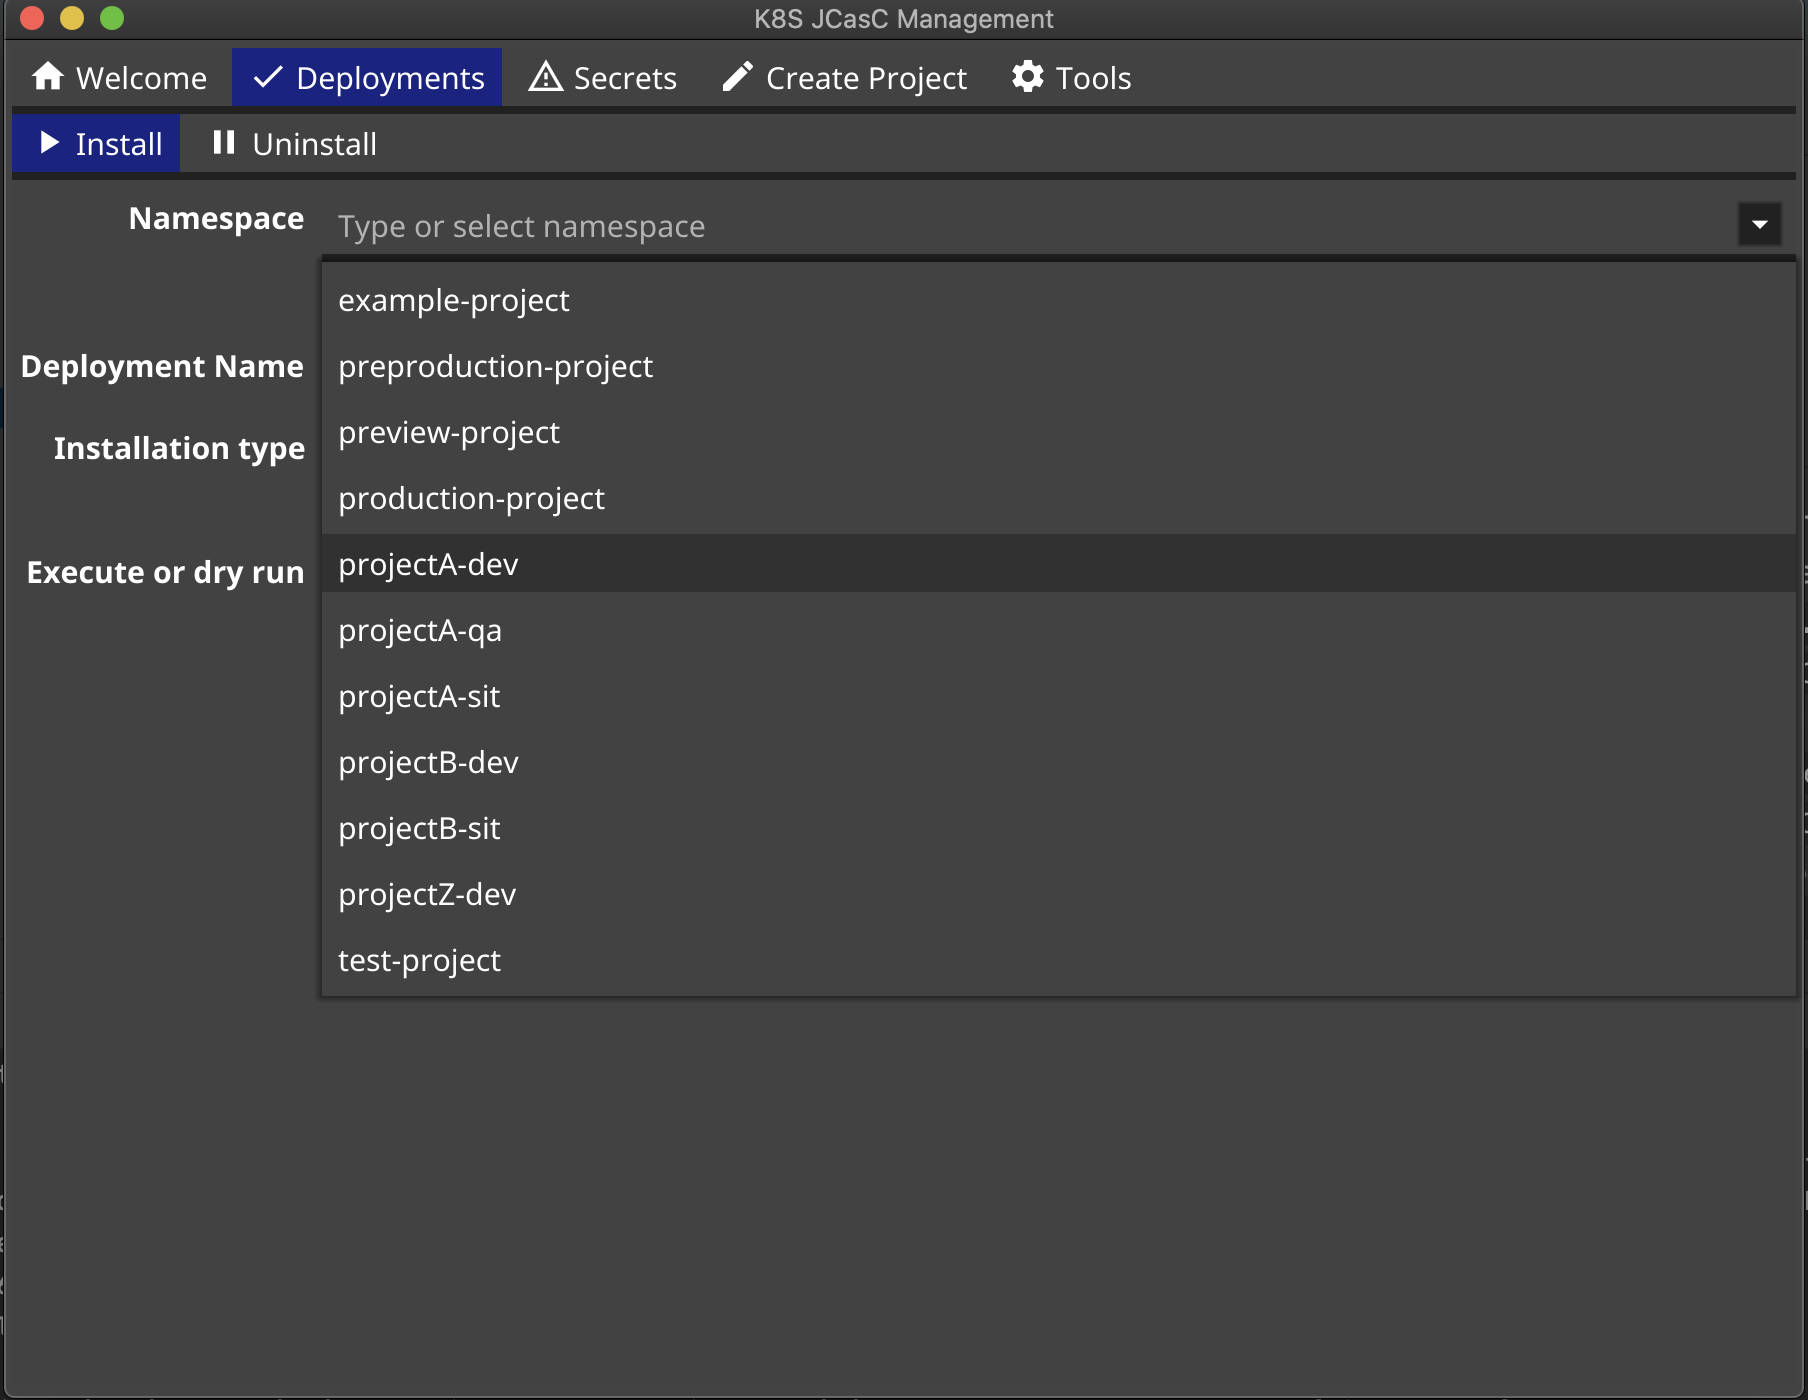 K8S JCasC Management
Welcome Deployments Secrets Create Project Tools
Install Uninstall
Namespace Type or select namespace
example-project
Deployment Name preproduction-project
preview-project
Installation type
production-project
Execute or dry run projectA-dev
projectA-qa
projectA-sit
projectB-dev
projectB-sit
projectZ-dev
test-project